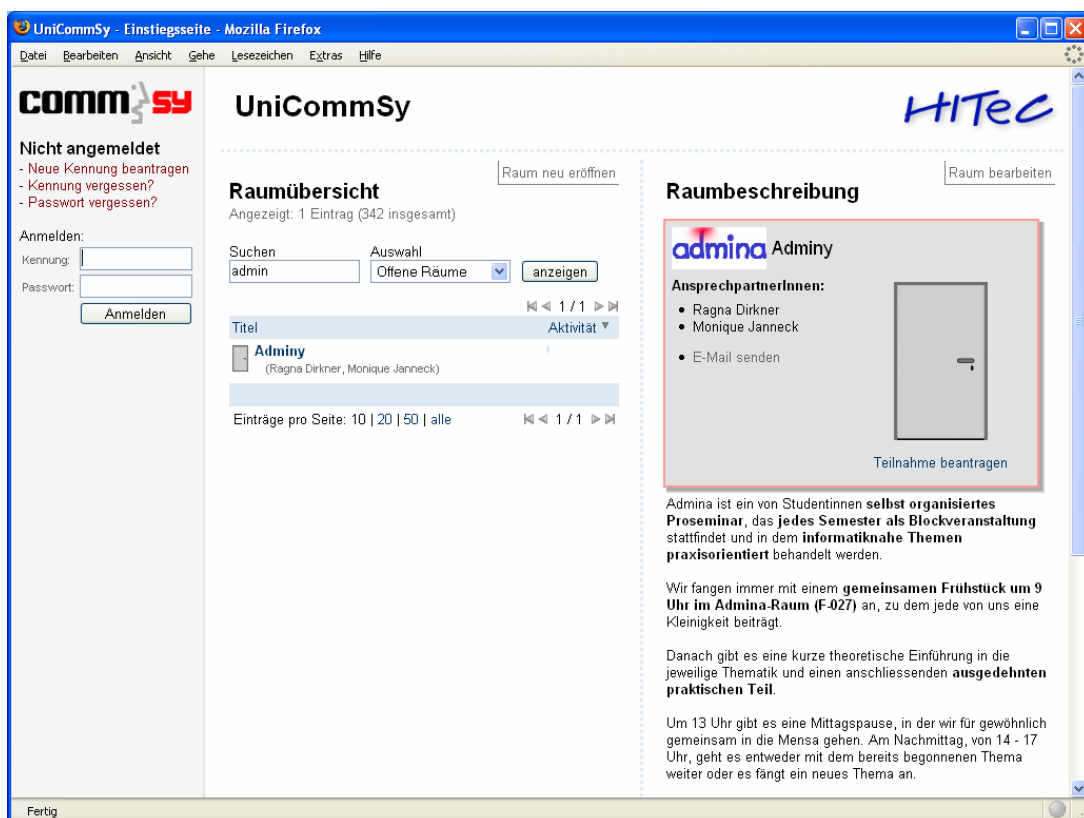 UniCommSy - Einstiegsseite - Mozilla Firefox
Datei Bearbeiten Ansicht Gehe Lesezeichen Extras Hilfe
commsy
Nicht angemeldet
- Neue Kennung beantragen
- Kennung vergessen?
- Passwort vergessen?
Anmelden:
Kennung:
Passwort:
Anmelden
UniCommSy
HITeC
Raum neu eröffnen
Raumübersicht
Angezeigt: 1 Eintrag (342 insgesamt)
Suchen Auswahl
admin Offene Räume anzeigen
1 / 1
Titel Aktivität
Adminy
(Ragna Dirkner, Monique Janneck)
Einträge pro Seite: 10 | 20 | 50 | alle 1 / 1
Raum bearbeiten
Raumbeschreibung
admina Adminy
AnsprechpartnerInnen:
• Ragna Dirkner
• Monique Janneck
• E-Mail senden
Teilnahme beantragen
Admina ist ein von Studentinnen selbst organisiertes
Proseminar, das jedes Semester als Blockveranstaltung
stattfindet und in dem informatiknahe Themen
praxisorientiert behandelt werden.
Wir fangen immer mit einem gemeinsamen Frühstück um 9
Uhr im Admina-Raum (F-027) an, zu dem jede von uns eine
Kleinigkeit beiträgt.
Danach gibt es eine kurze theoretische Einführung in die
jeweilige Thematik und einen anschliessenden ausgedehnten
praktischen Teil.
Um 13 Uhr gibt es eine Mittagspause, in der wir für gewöhnlich
gemeinsam in die Mensa gehen. Am Nachmittag, von 14 - 17
Uhr, geht es entweder mit dem bereits begonnenen Thema
weiter oder es fängt ein neues Thema an.
Fertig